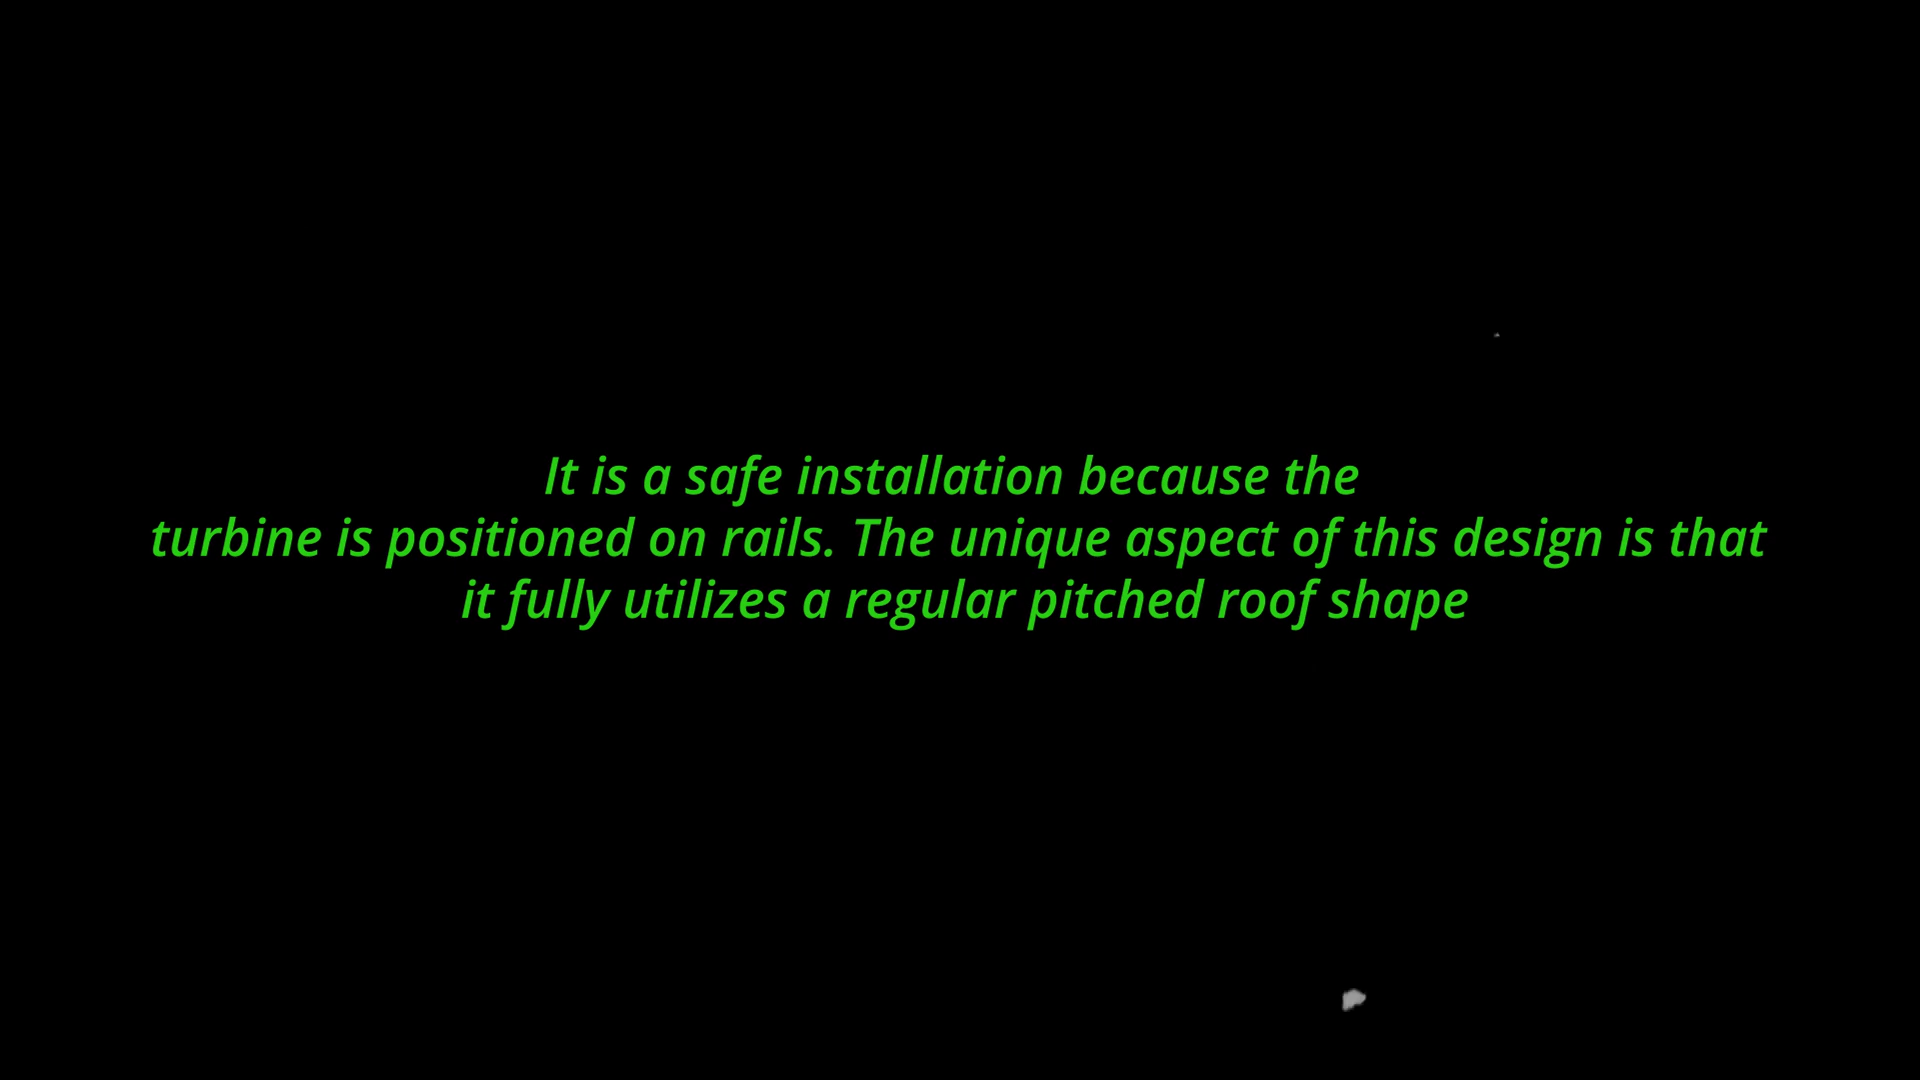 It is a safe installation because the
turbine is positioned on rails. The unique aspect of this design is that
it fully utilizes a regular pitched roof shape